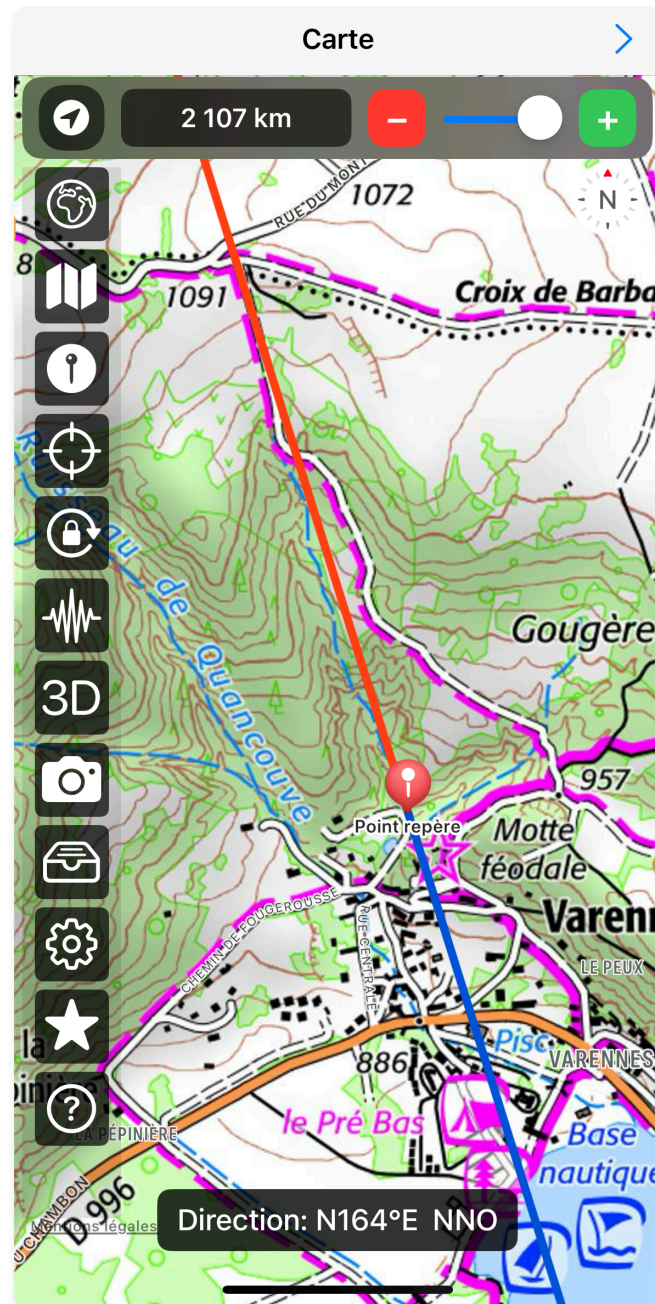 Carte
2 107 km
N
RUE DU MONT
1072
1091
Croix de Barba
Ruisseau de Quancouve
3D
Gougère
957
Point repère
Motte
féodale
Varenn
CHEMIN DE FOUGEROUSSE
RUE CENTRALE
LE PEUX
la
Pisc.
VARENNES
886
le Pré Bas
LA PÉPINIÈRE
Base
nautique
D 996
U CHAMBON
Direction: N164°E NNO
Mentions légales